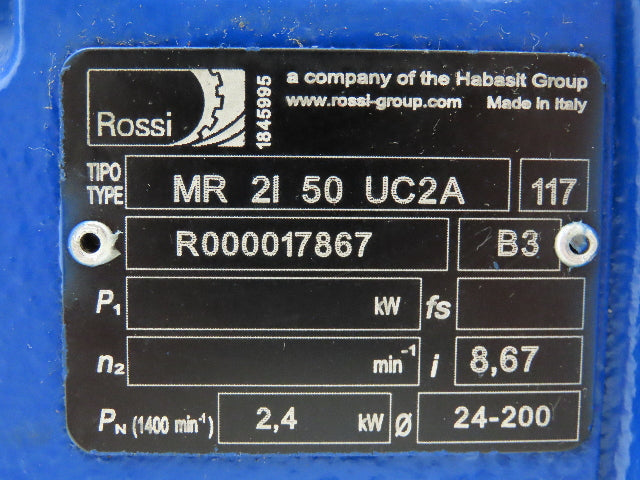 Rossi
1845995
a company of the Habasit Group
www.rossi-group.com Made in Italy
TIPO
TYPE MR 2I 50 UC2A 117
R000017867 B3
P₁ kW fs
n₂ min⁻¹ i 8,67
Pₙ (1400 min⁻¹) 2,4 kW Ø 24-200